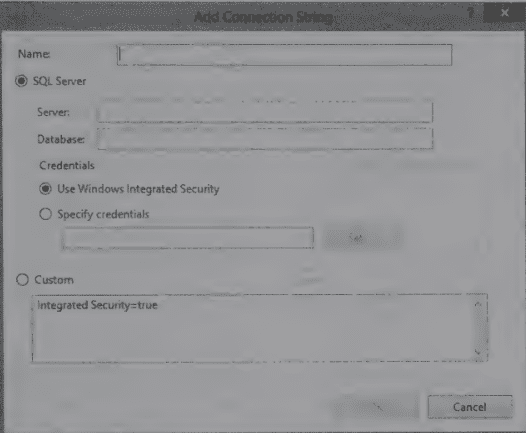 Add Connection String
?
×
Name:
SQL Server
Server:
Database:
Credentials
Use Windows Integrated Security
Specify credentials
Custom
Integrated Security=true
Cancel